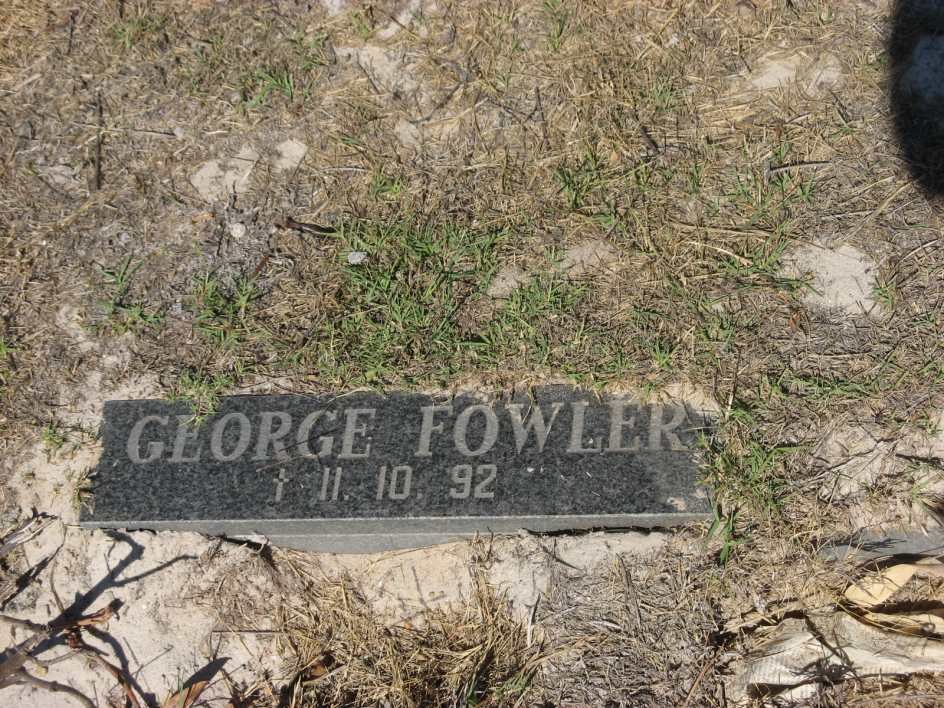 GEORGE FOWLER
† 11. 10. 92